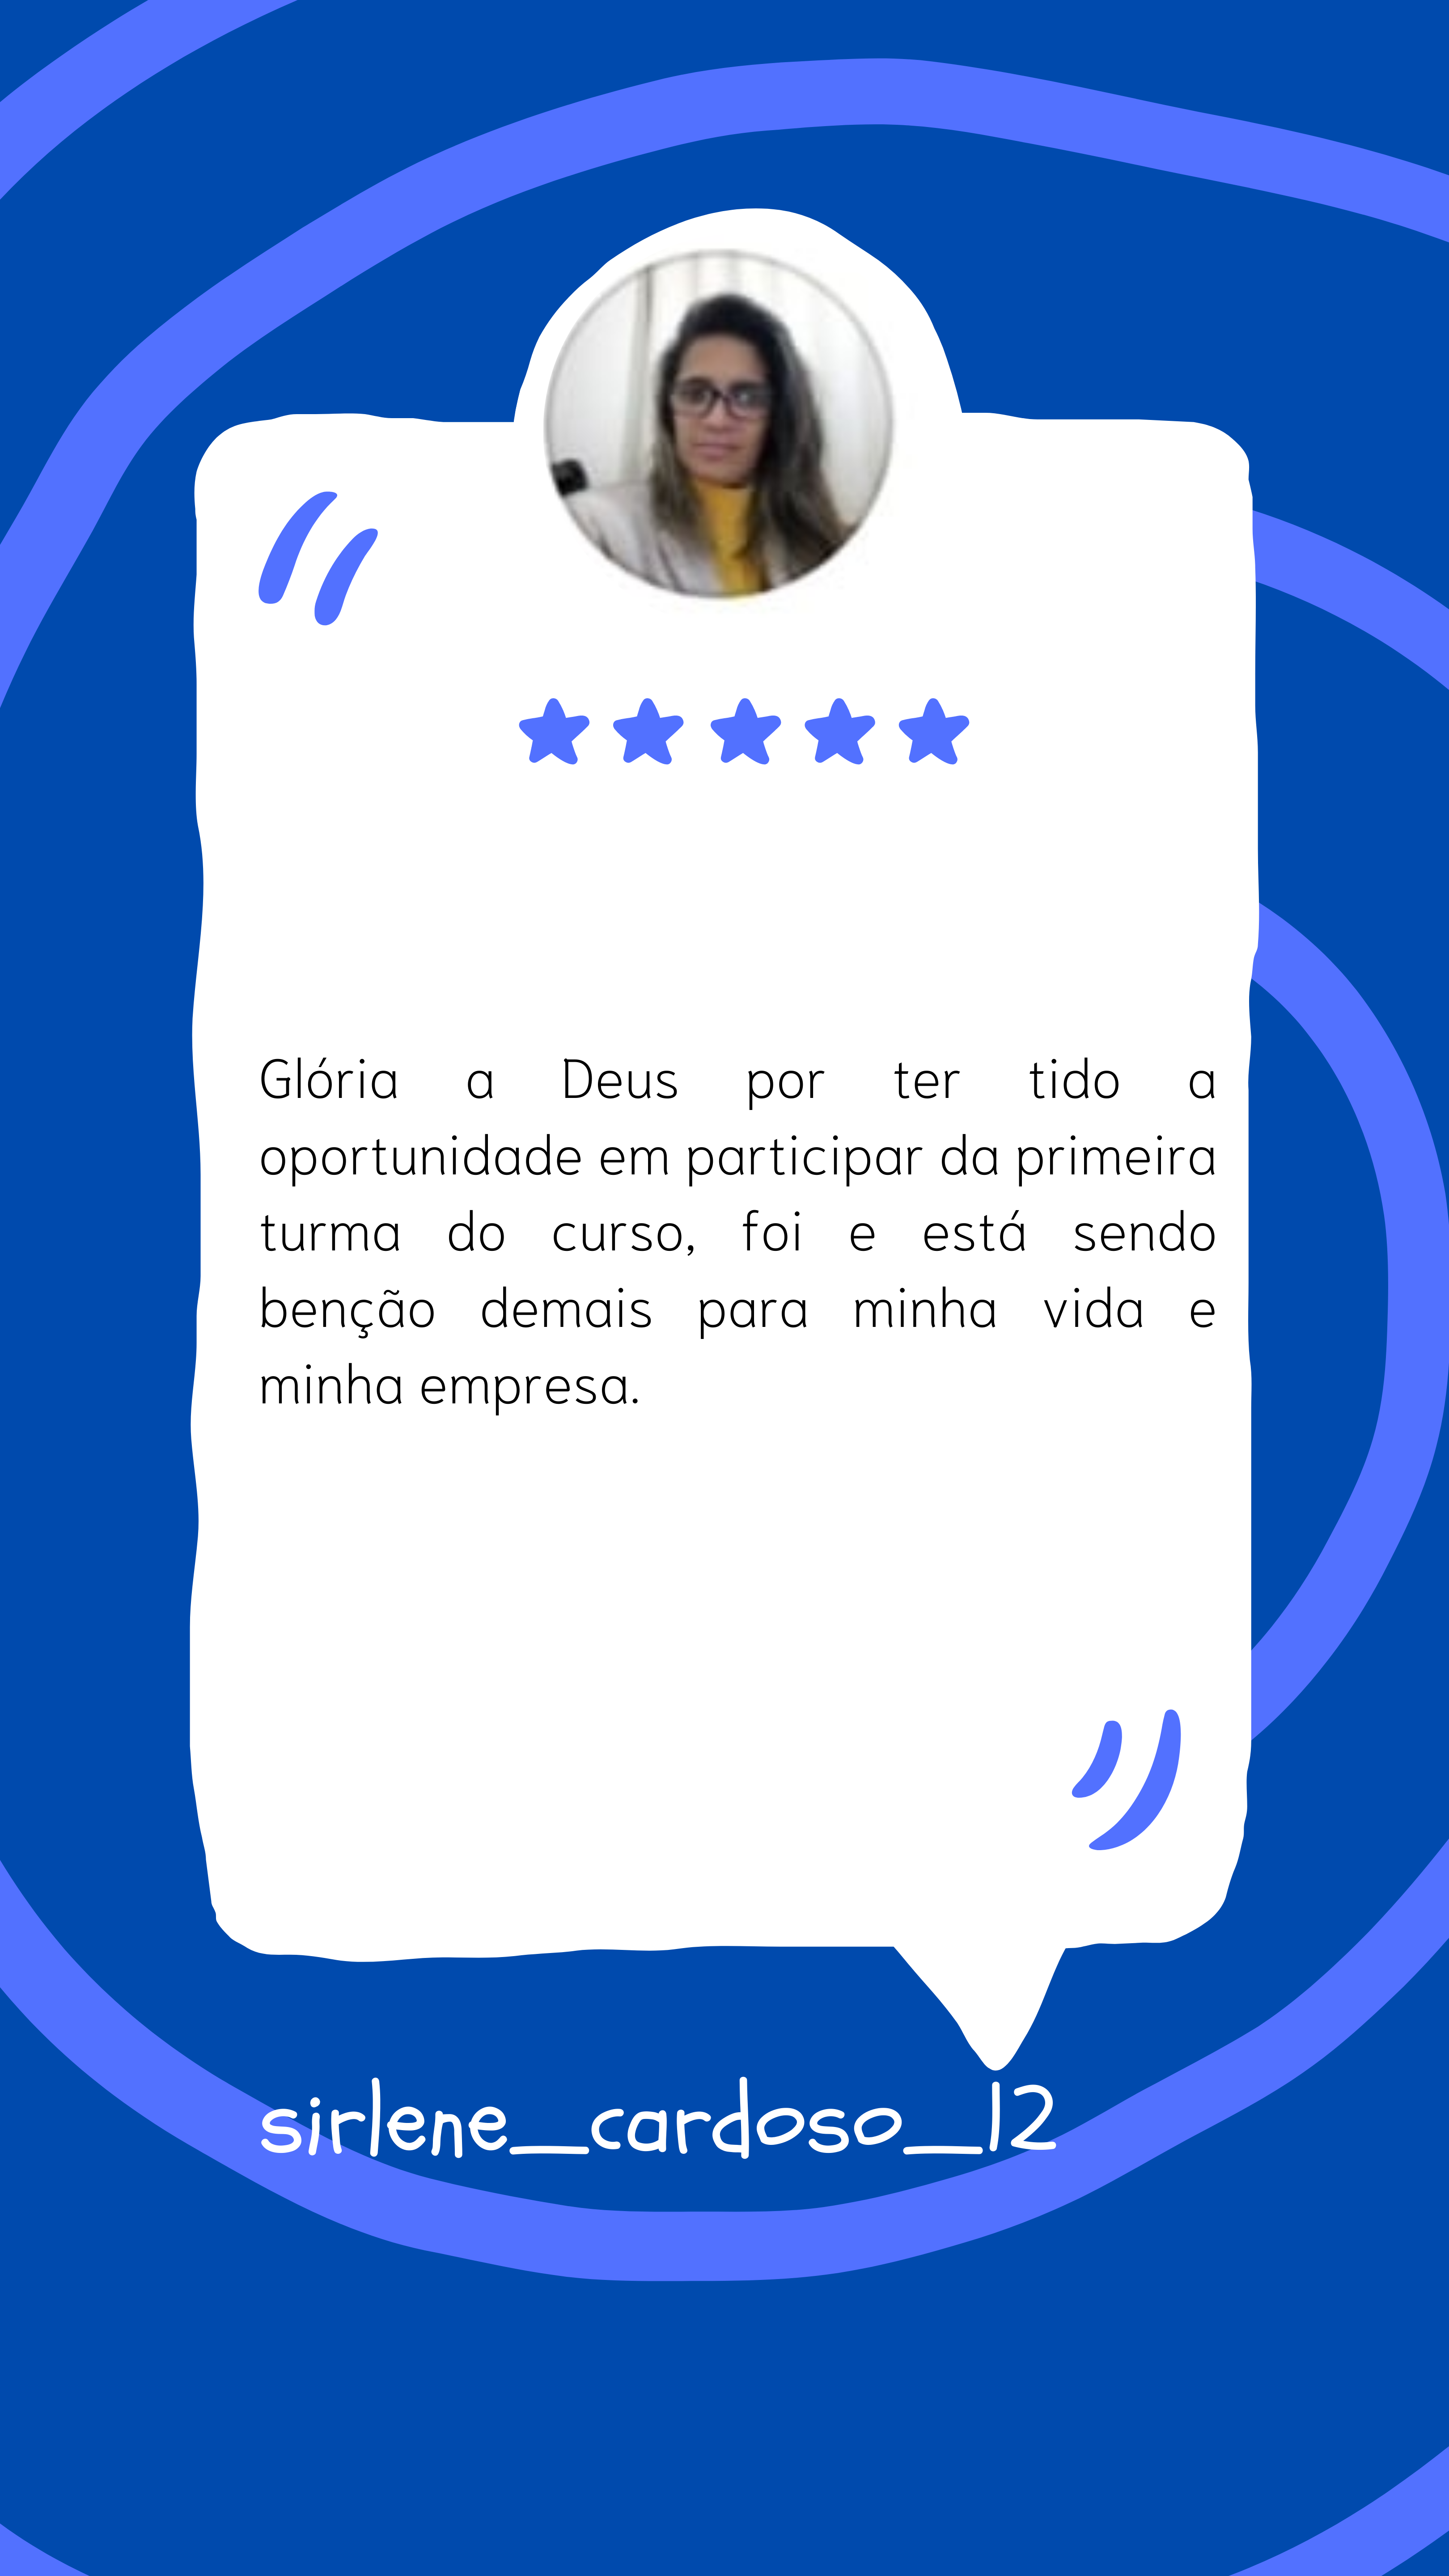 Glória a Deus por ter tido a
oportunidade em participar da primeira
turma do curso, foi e está sendo
benção demais para minha vida e
minha empresa.
sirlene_cardoso_12